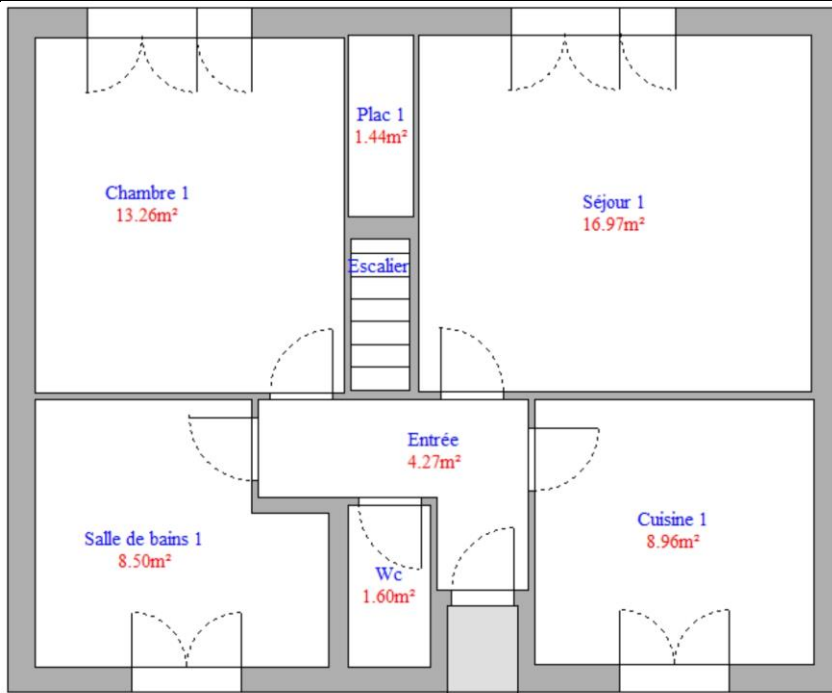 Plac 1
1.44m²
Chambre 1
13.26m²
Séjour 1
16.97m²
Escalier
Entrée
4.27m²
Salle de bains 1
8.50m²
Cuisine 1
8.96m²
Wc
1.60m²